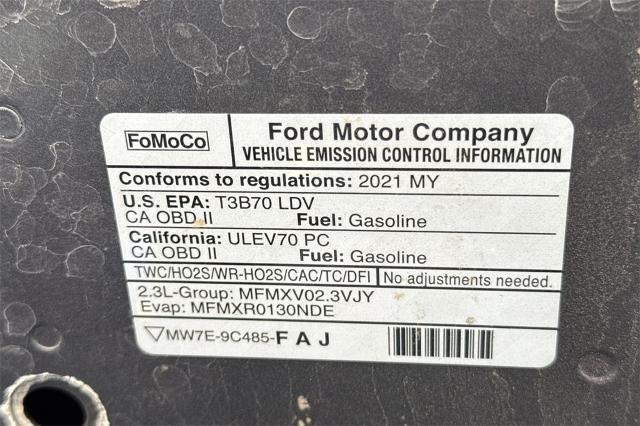 FoMoCo
Ford Motor Company
VEHICLE EMISSION CONTROL INFORMATION
Conforms to regulations: 2021 MY
U.S. EPA: T3B70 LDV
CA OBD II Fuel: Gasoline
California: ULEV70 PC
CA OBD II Fuel: Gasoline
TWC/HO2S/WR-HO2S/CAC/TC/DFI No adjustments needed.
2.3L-Group: MFMXV02.3VJY
Evap: MFMXR0130NDE
MW7E-9C485-F A J